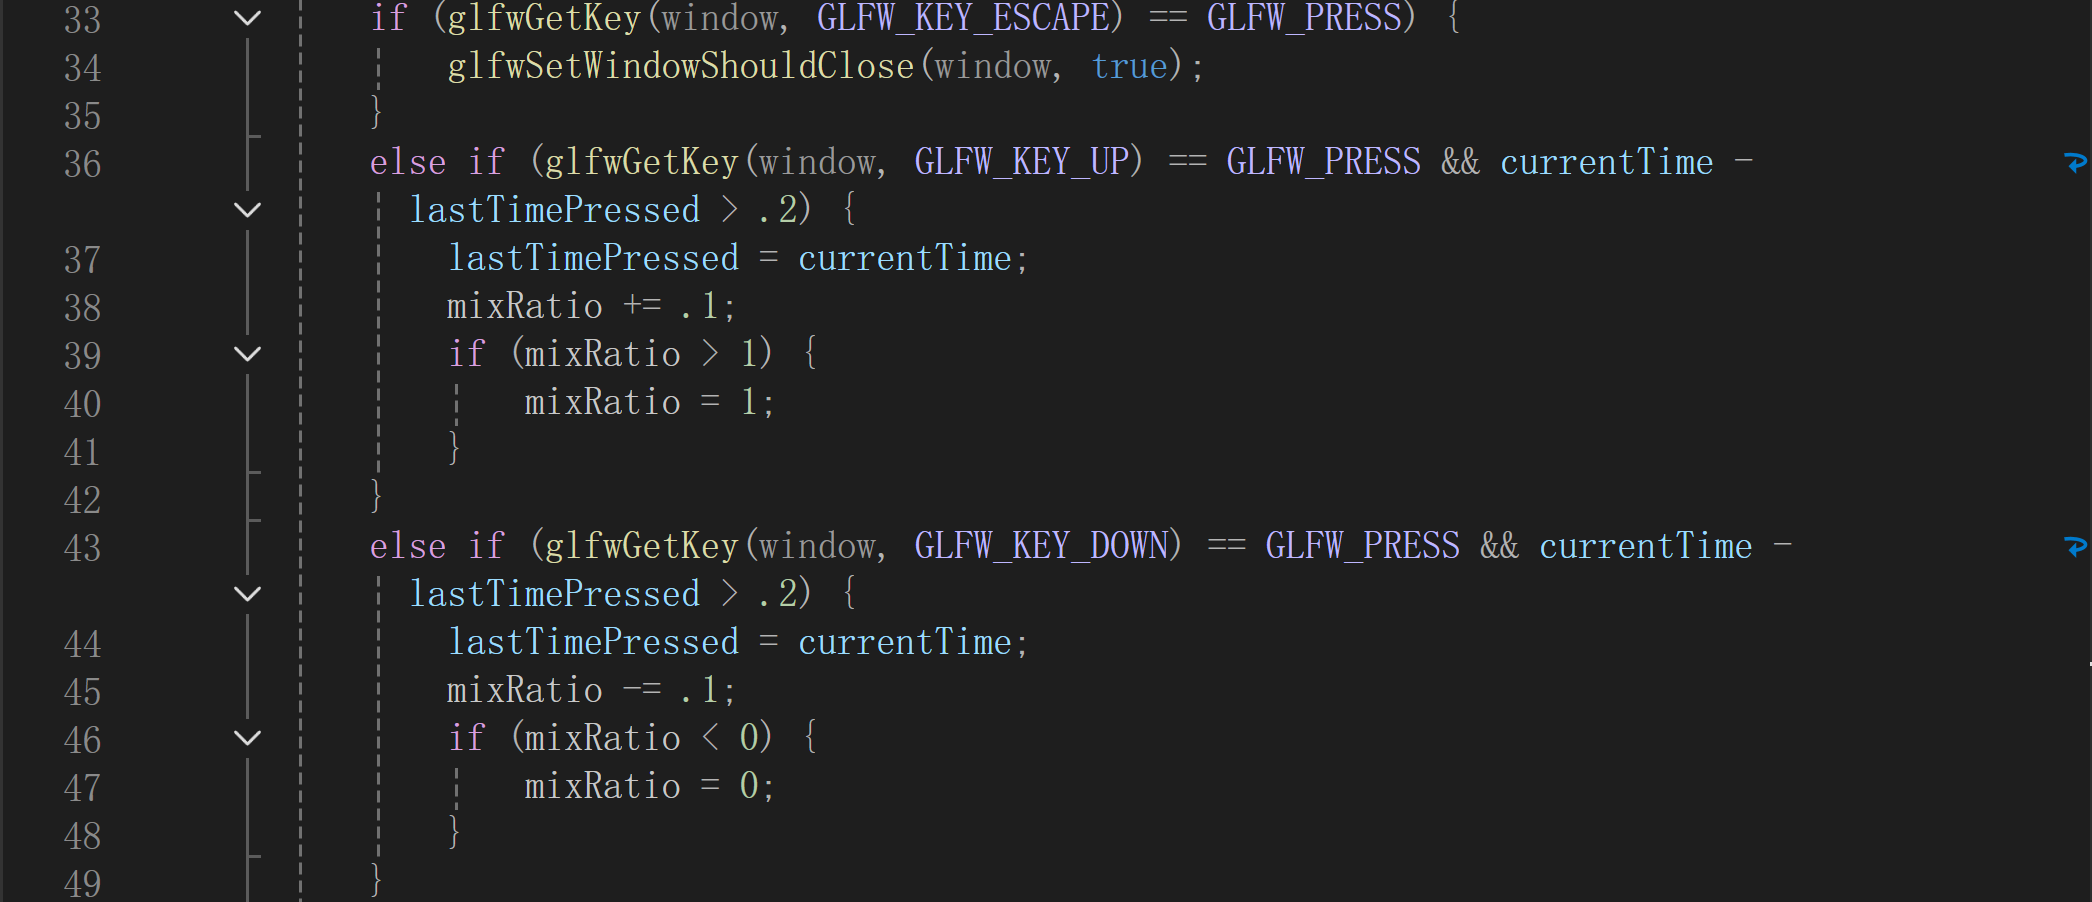 33 if (glfwGetKey(window, GLFW_KEY_ESCAPE) == GLFW_PRESS) {
34 glfwSetWindowShouldClose(window, true);
35 }
36 else if (glfwGetKey(window, GLFW_KEY_UP) == GLFW_PRESS && currentTime -
lastTimePressed > .2) {
37 lastTimePressed = currentTime;
38 mixRatio += .1;
39 if (mixRatio > 1) {
40 mixRatio = 1;
41 }
42 }
43 else if (glfwGetKey(window, GLFW_KEY_DOWN) == GLFW_PRESS && currentTime -
lastTimePressed > .2) {
44 lastTimePressed = currentTime;
45 mixRatio -= .1;
46 if (mixRatio < 0) {
47 mixRatio = 0;
48 }
49 }